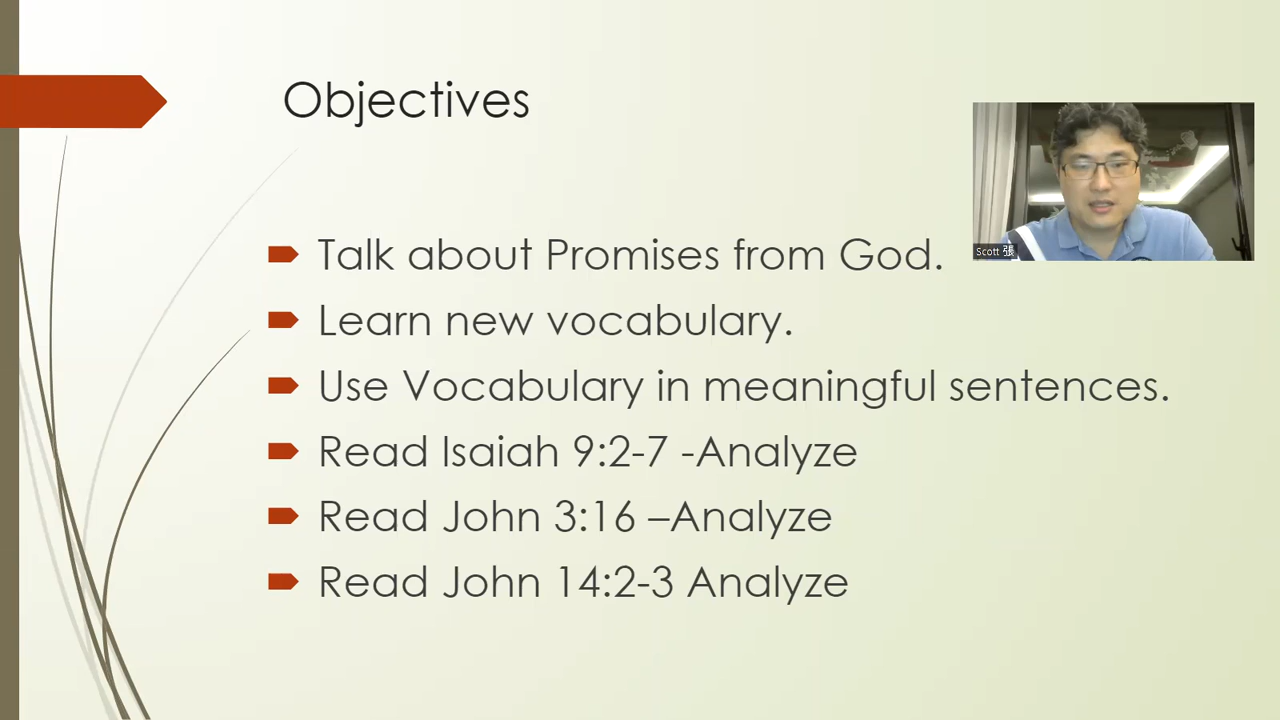 Objectives
Talk about Promises from God.
Learn new vocabulary.
Use Vocabulary in meaningful sentences.
Read Isaiah 9:2-7 -Analyze
Read John 3:16 –Analyze
Read John 14:2-3 Analyze
Scott 張